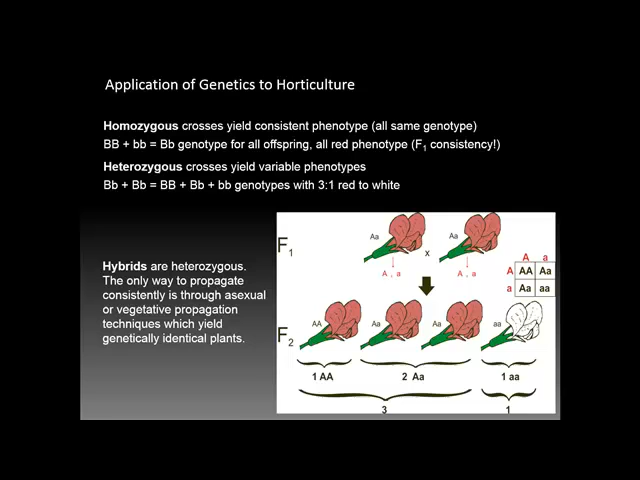 Application of Genetics to Horticulture
Homozygous crosses yield consistent phenotype (all same genotype)
BB + bb = Bb genotype for all offspring, all red phenotype (F1 consistency!)
Heterozygous crosses yield variable phenotypes
Bb + Bb = BB + Bb + bb genotypes with 3:1 red to white
Hybrids are heterozygous.
The only way to propagate
consistently is through asexual
or vegetative propagation
techniques which yield
genetically identical plants.
F1
Aa
x
Aa
A , a
A , a
A a
A AA Aa
a Aa aa
F2
AA
Aa
Aa
aa
1 AA
2 Aa
1 aa
3
1